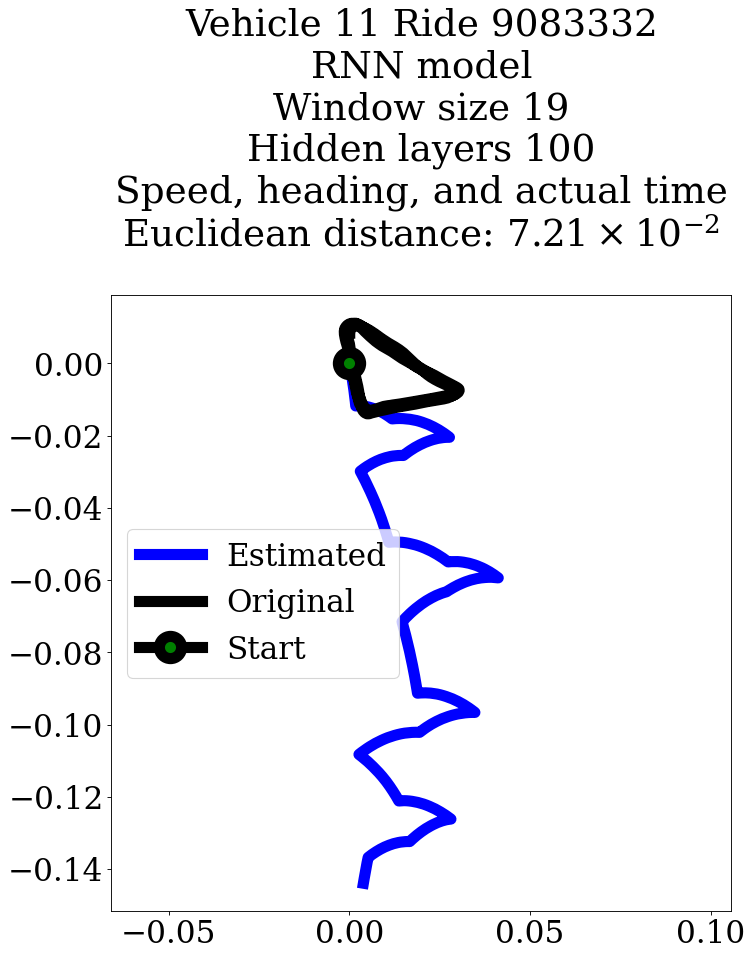 Vehicle 11 Ride 9083332
RNN model
Window size 19
Hidden layers 100
Speed, heading, and actual time
Euclidean distance: 7.21 × 10⁻²
0.00
−0.02
−0.04
−0.06
−0.08
−0.10
−0.12
−0.14
Estimated
Original
Start
−0.05 0.00 0.05 0.10